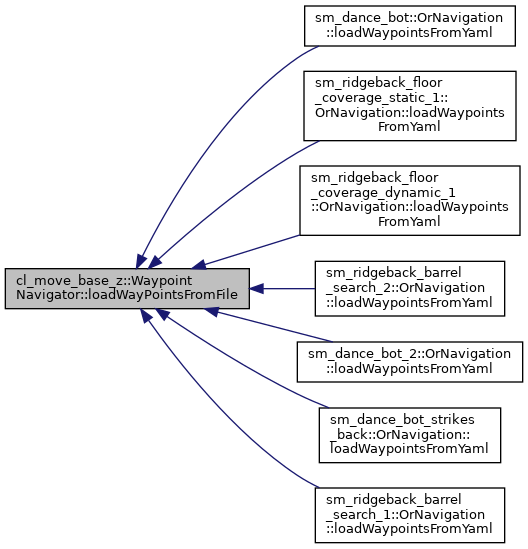 sm_dance_bot::OrNavigation
::loadWaypointsFromYaml
sm_ridgeback_floor
_coverage_static_1::
OrNavigation::loadWaypoints
FromYaml
sm_ridgeback_floor
_coverage_dynamic_1
::OrNavigation::loadWaypoints
FromYaml
cl_move_base_z::Waypoint
Navigator::loadWayPointsFromFile
sm_ridgeback_barrel
_search_2::OrNavigation
::loadWaypointsFromYaml
sm_dance_bot_2::OrNavigation
::loadWaypointsFromYaml
sm_dance_bot_strikes
_back::OrNavigation::
loadWaypointsFromYaml
sm_ridgeback_barrel
_search_1::OrNavigation
::loadWaypointsFromYaml